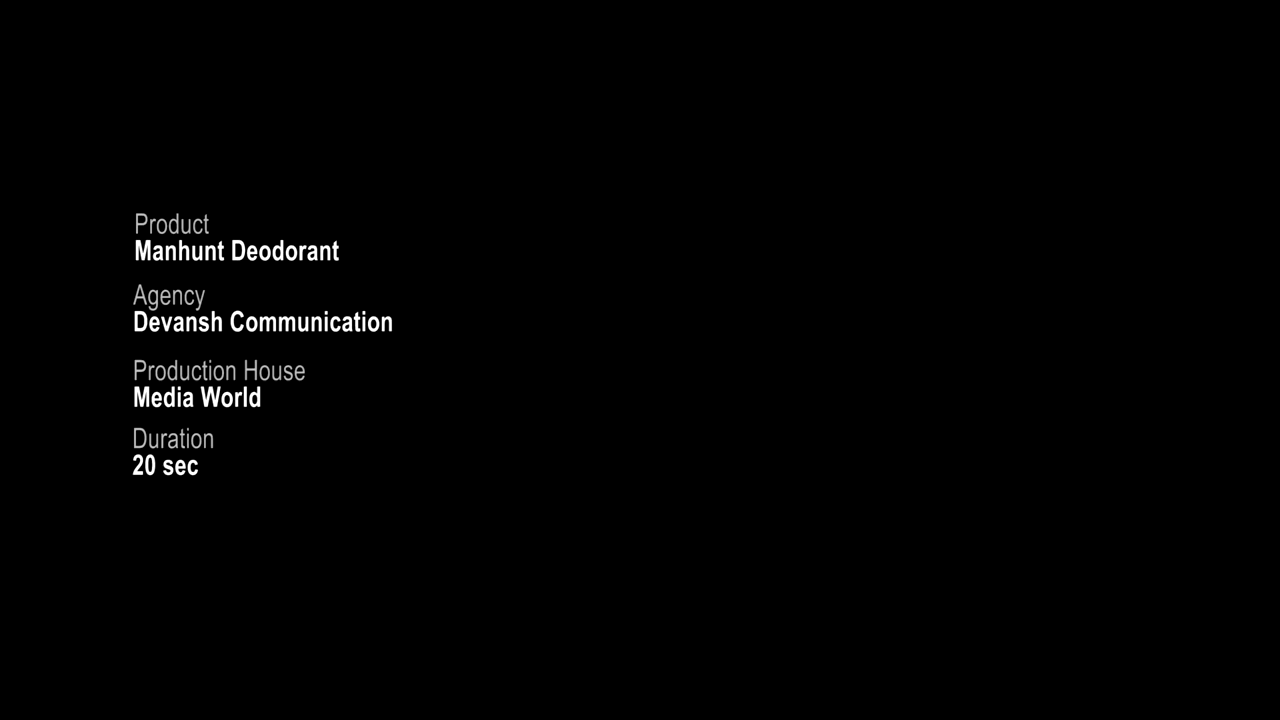 Product
Manhunt Deodorant
Agency
Devansh Communication
Production House
Media World
Duration
20 sec